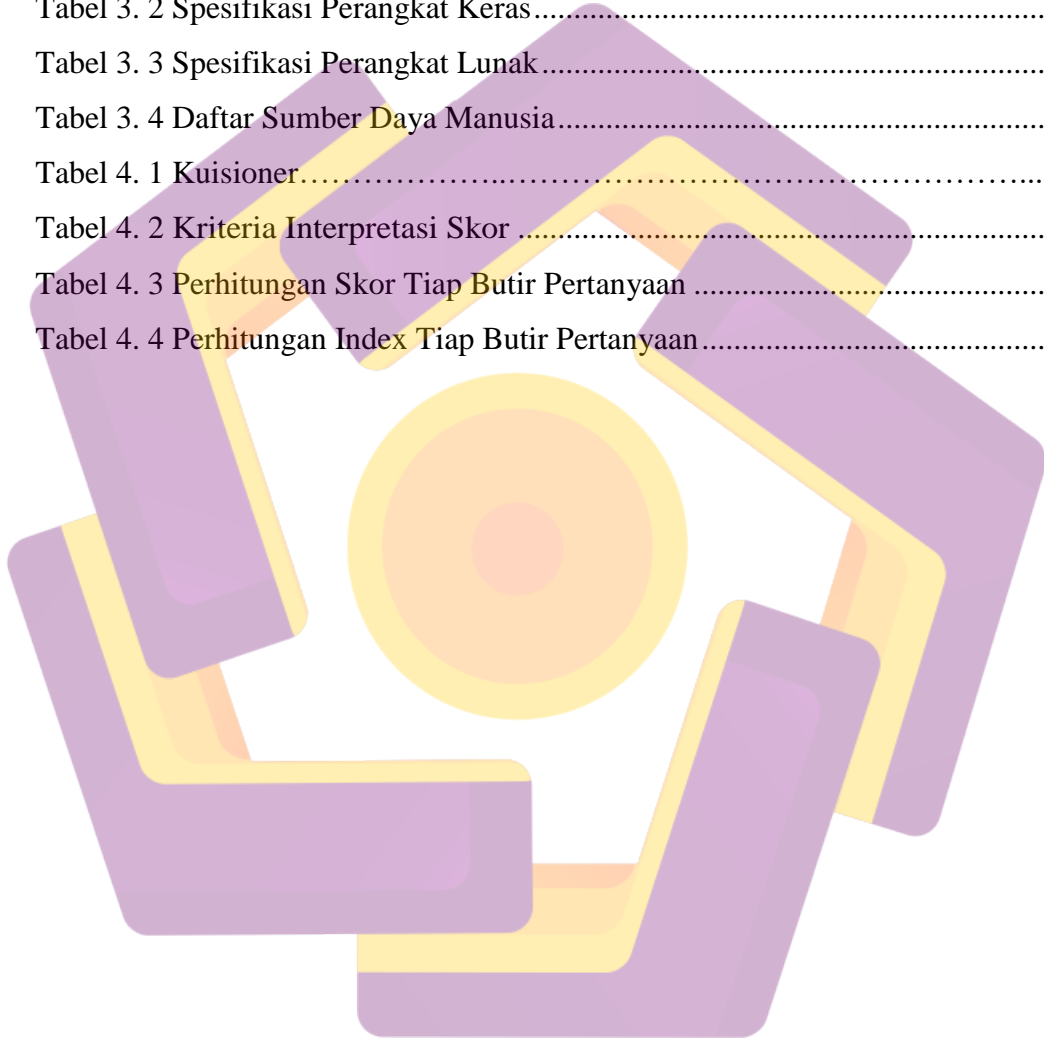 Tabel 3. 2 Spesifikasi Perangkat Keras................................................................
Tabel 3. 3 Spesifikasi Perangkat Lunak...............................................................
Tabel 3. 4 Daftar Sumber Daya Manusia.............................................................
Tabel 4. 1 Kuisioner…………………..…………………………………………………...
Tabel 4. 2 Kriteria Interpretasi Skor ..................................................................
Tabel 4. 3 Perhitungan Skor Tiap Butir Pertanyaan ............................................
Tabel 4. 4 Perhitungan Index Tiap Butir Pertanyaan...........................................